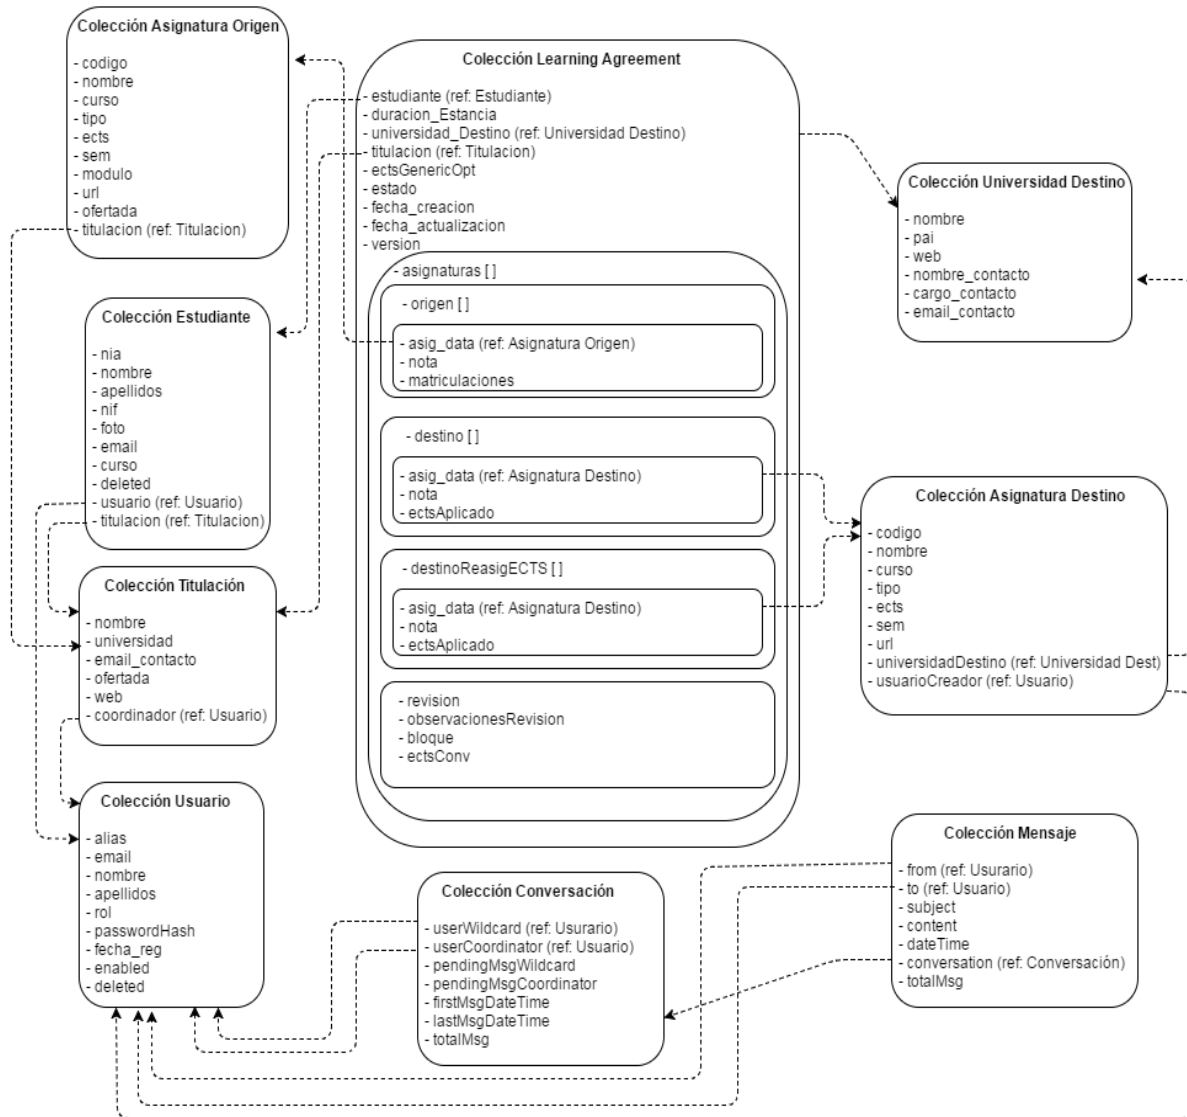 Colección Asignatura Origen
- codigo
- nombre
- curso
- tipo
- ects
- sem
- modulo
- url
- ofertada
- titulacion (ref: Titulacion)
Colección Learning Agreement
- estudiante (ref: Estudiante)
- duracion_Estancia
- universidad_Destino (ref: Universidad Destino)
- titulacion (ref: Titulacion)
- ectsGenericOpt
- estado
- fecha_creacion
- fecha_actualizacion
- version
- asignaturas [ ]
- origen [ ]
- asig_data (ref: Asignatura Origen)
- nota
- matriculaciones
- destino [ ]
- asig_data (ref: Asignatura Destino)
- nota
- ectsAplicado
- destinoReasigECTS [ ]
- asig_data (ref: Asignatura Destino)
- nota
- ectsAplicado
- revision
- observacionesRevision
- bloque
- ectsConv
Colección Universidad Destino
- nombre
- pai
- web
- nombre_contacto
- cargo_contacto
- email_contacto
Colección Estudiante
- nia
- nombre
- apellidos
- nif
- foto
- email
- curso
- deleted
- usuario (ref: Usuario)
- titulacion (ref: Titulacion)
Colección Asignatura Destino
- codigo
- nombre
- curso
- tipo
- ects
- sem
- url
- universidadDestino (ref: Universidad Dest)
- usuarioCreador (ref: Usuario)
Colección Titulación
- nombre
- universidad
- email_contacto
- ofertada
- web
- coordinador (ref: Usuario)
Colección Usuario
- alias
- email
- nombre
- apellidos
- rol
- passwordHash
- fecha_reg
- enabled
- deleted
Colección Conversación
- userWildcard (ref: Usurario)
- userCoordinator (ref: Usuario)
- pendingMsgWildcard
- pendingMsgCoordinator
- firstMsgDateTime
- lastMsgDateTime
- totalMsg
Colección Mensaje
- from (ref: Usurario)
- to (ref: Usuario)
- subject
- content
- dateTime
- conversation (ref: Conversación)
- totalMsg